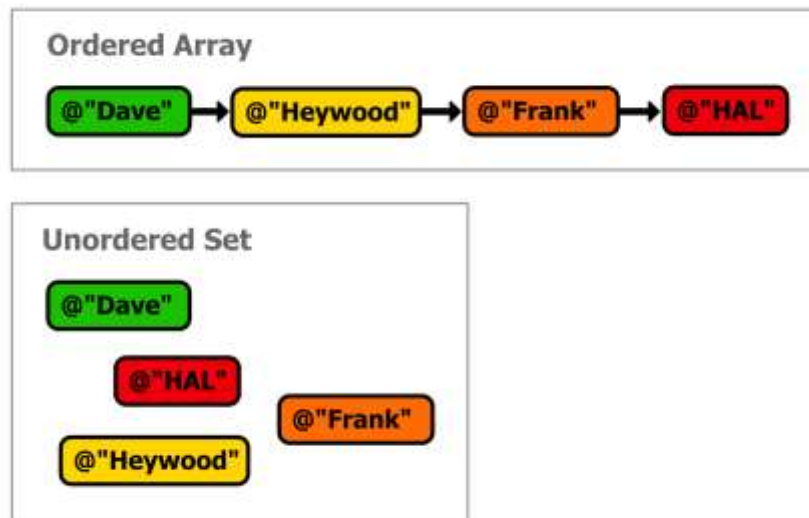 Ordered Array
@"Dave" @"Heywood" @"Frank" @"HAL"
Unordered Set
@"Dave"
@"HAL"
@"Frank"
@"Heywood"